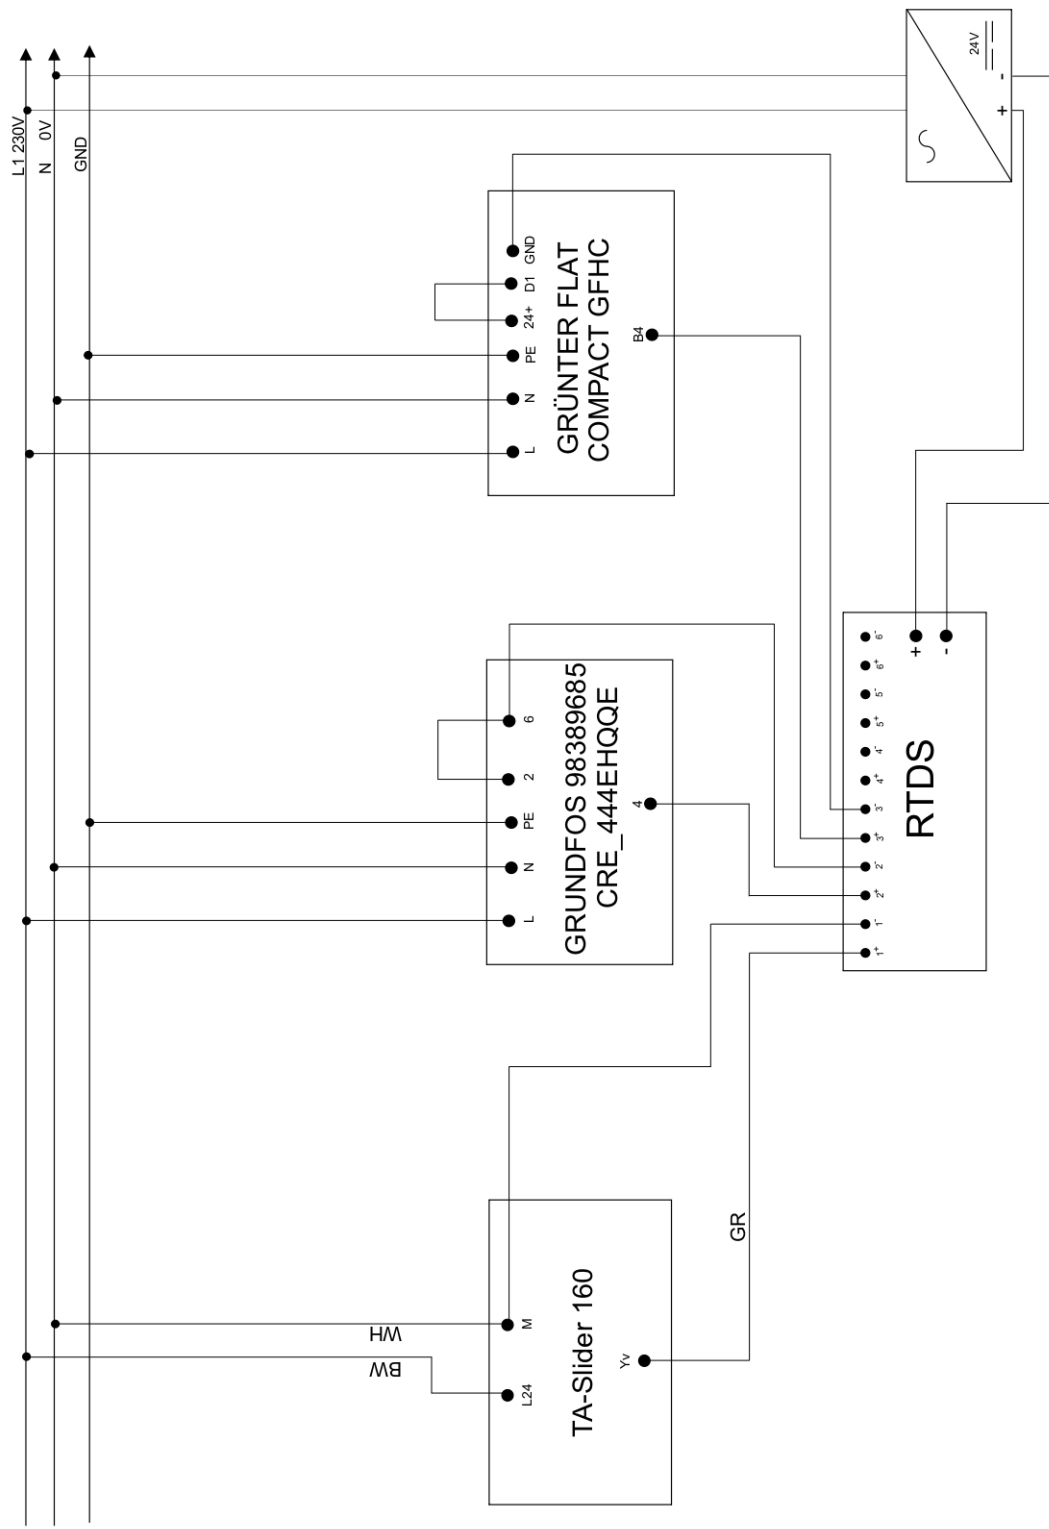 L1 230V
N 0V
GND
24V
-
+
GND
D1
24+
PE
N
L
B4
GRÜNTER FLAT
COMPACT GFHC
6
2
PE
N
L
4
GRUNDFOS 98389685
CRE_444EHQQE
6-
6+
5-
5+
4-
4+
3-
3+
2-
2+
1-
1+
+
-
RTDS
WH
BW
M
L24
Yv
TA-Slider 160
GR